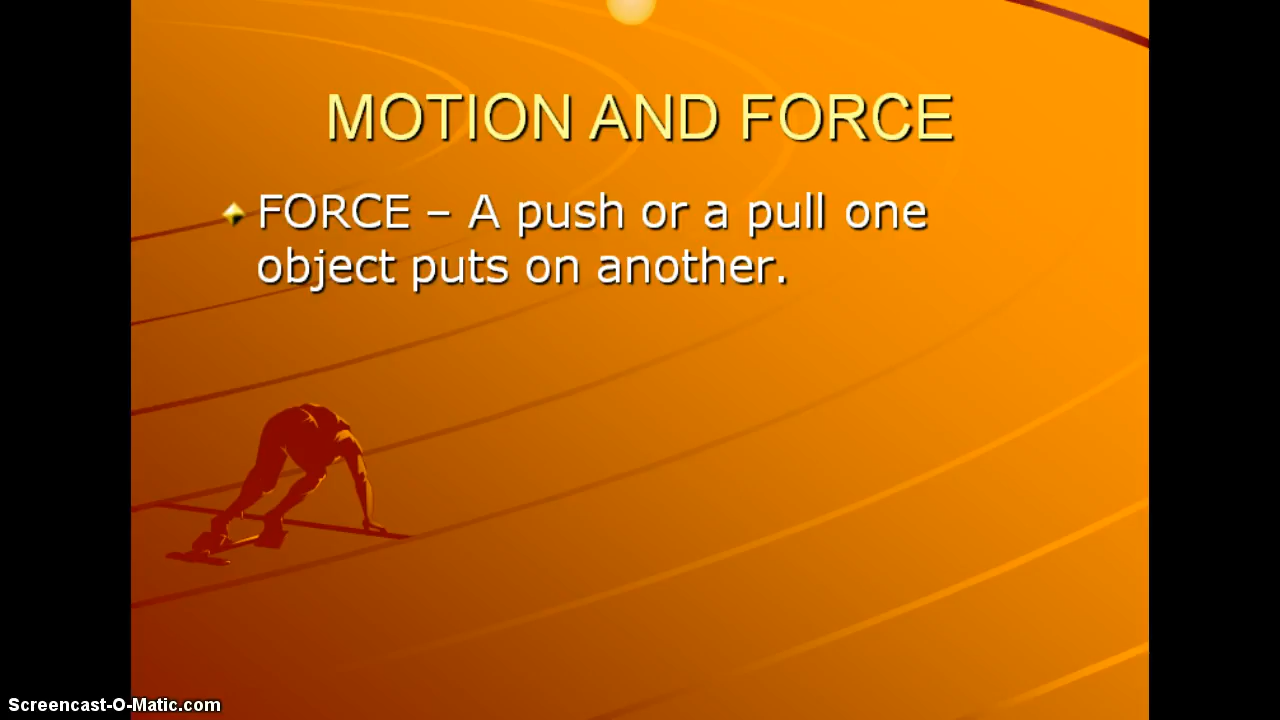 MOTION AND FORCE
FORCE – A push or a pull one
object puts on another.
Screencast-O-Matic.com